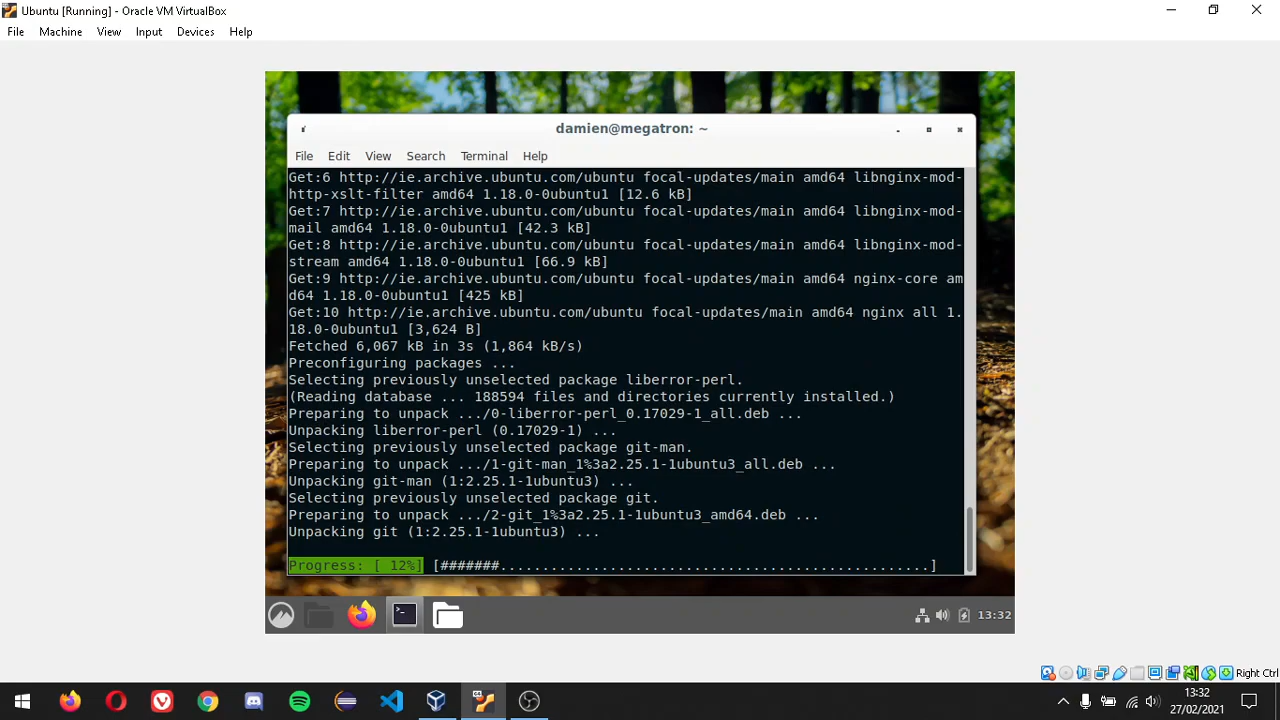 Ubuntu [Running] - Oracle VM VirtualBox
File Machine View Input Devices Help
damien@megatron: ~
File Edit View Search Terminal Help
Get:6 http://ie.archive.ubuntu.com/ubuntu focal-updates/main amd64 libnginx-mod-
http-xslt-filter amd64 1.18.0-0ubuntu1 [12.6 kB]
Get:7 http://ie.archive.ubuntu.com/ubuntu focal-updates/main amd64 libnginx-mod-
mail amd64 1.18.0-0ubuntu1 [42.3 kB]
Get:8 http://ie.archive.ubuntu.com/ubuntu focal-updates/main amd64 libnginx-mod-
stream amd64 1.18.0-0ubuntu1 [66.9 kB]
Get:9 http://ie.archive.ubuntu.com/ubuntu focal-updates/main amd64 nginx-core am
d64 1.18.0-0ubuntu1 [425 kB]
Get:10 http://ie.archive.ubuntu.com/ubuntu focal-updates/main amd64 nginx all 1.
18.0-0ubuntu1 [3,624 B]
Fetched 6,067 kB in 3s (1,864 kB/s)
Preconfiguring packages ...
Selecting previously unselected package liberror-perl.
(Reading database ... 188594 files and directories currently installed.)
Preparing to unpack .../0-liberror-perl_0.17029-1_all.deb ...
Unpacking liberror-perl (0.17029-1) ...
Selecting previously unselected package git-man.
Preparing to unpack .../1-git-man_1%3a2.25.1-1ubuntu3_all.deb ...
Unpacking git-man (1:2.25.1-1ubuntu3) ...
Selecting previously unselected package git.
Preparing to unpack .../2-git_1%3a2.25.1-1ubuntu3_amd64.deb ...
Unpacking git (1:2.25.1-1ubuntu3) ...
Progress: [ 12%] [#######...................................................]
13:32
Right Ctrl
13:32
27/02/2021